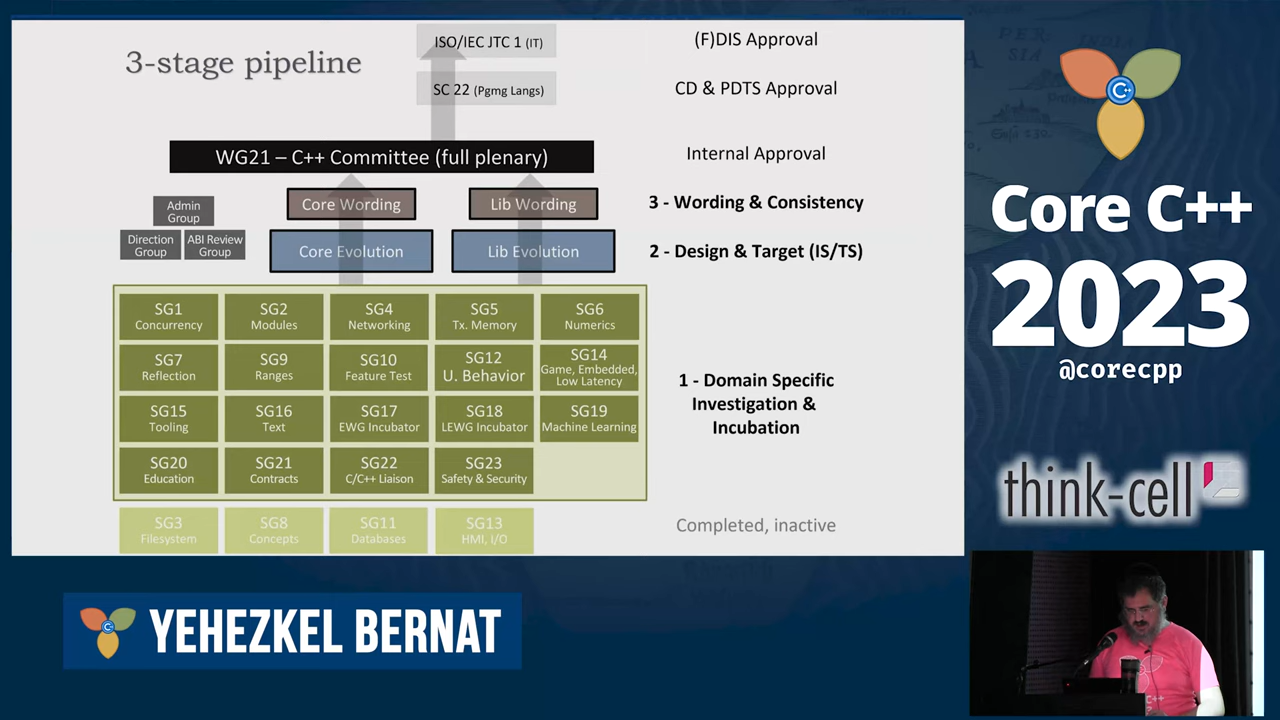 3-stage pipeline
ISO/IEC JTC 1 (IT)
(F)DIS Approval
SC 22 (Pgmg Langs)
CD & PDTS Approval
WG21 – C++ Committee (full plenary)
Internal Approval
Admin
Group
Core Wording
Lib Wording
3 - Wording & Consistency
Direction
Group
ABI Review
Group
Core Evolution
Lib Evolution
2 - Design & Target (IS/TS)
SG1
Concurrency
SG2
Modules
SG4
Networking
SG5
Tx. Memory
SG6
Numerics
SG7
Reflection
SG9
Ranges
SG10
Feature Test
SG12
U. Behavior
SG14
Game, Embedded,
Low Latency
SG15
Tooling
SG16
Text
SG17
EWG Incubator
SG18
LEWG Incubator
SG19
Machine Learning
SG20
Education
SG21
Contracts
SG22
C/C++ Liaison
SG23
Safety & Security
1 - Domain Specific
Investigation &
Incubation
SG3
Filesystem
SG8
Concepts
SG11
Databases
SG13
HMI, I/O
Completed, inactive
C++
Core C++
2023
@corecpp
think-cell
YEHEZKEL BERNAT